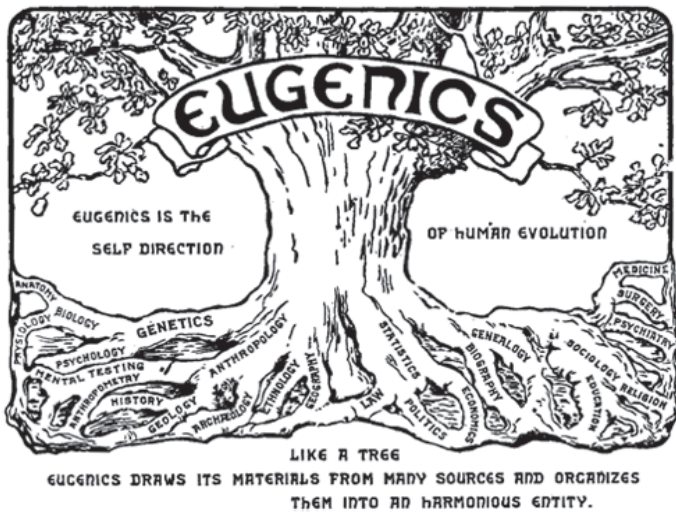 EUGENICS
EUGENICS IS THE
SELF DIRECTION
OF HUMAN EVOLUTION
ANATOMY
PHYSIOLOGY
BIOLOGY
GENETICS
PSYCHOLOGY
MENTAL TESTING
ANTHROPOMETRY
HISTORY
GEOLOGY
ANTHROPOLOGY
ARCHAEOLOGY
ETHNOLOGY
GEOGRAPHY
LAW
STATISTICS
POLITICS
ECONOMICS
BIOGRAPHY
GENEALOGY
EDUCATION
SOCIOLOGY
RELIGION
PSYCHIATRY
SURGERY
MEDICINE
LIKE A TREE
EUGENICS DRAWS ITS MATERIALS FROM MANY SOURCES AND ORGANIZES
THEM INTO AN HARMONIOUS ENTITY.